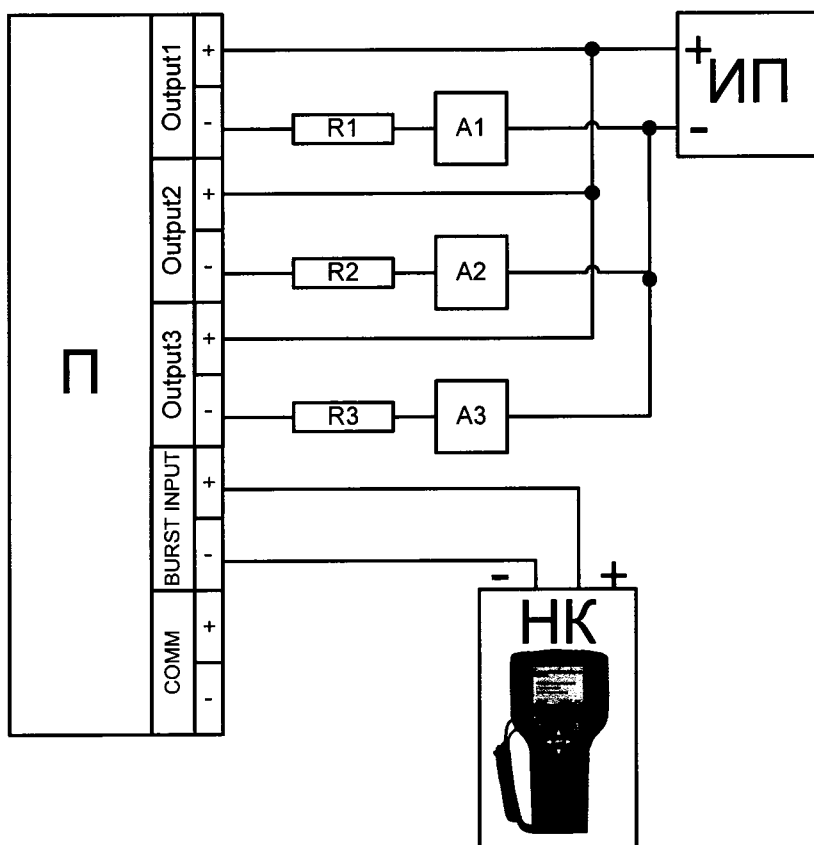 Output1
+
-
Output2
+
-
Output3
+
-
BURST INPUT
+
-
COMM
+
-
П
R1
A1
R2
A2
R3
A3
+
ИП
-
-
+
НК